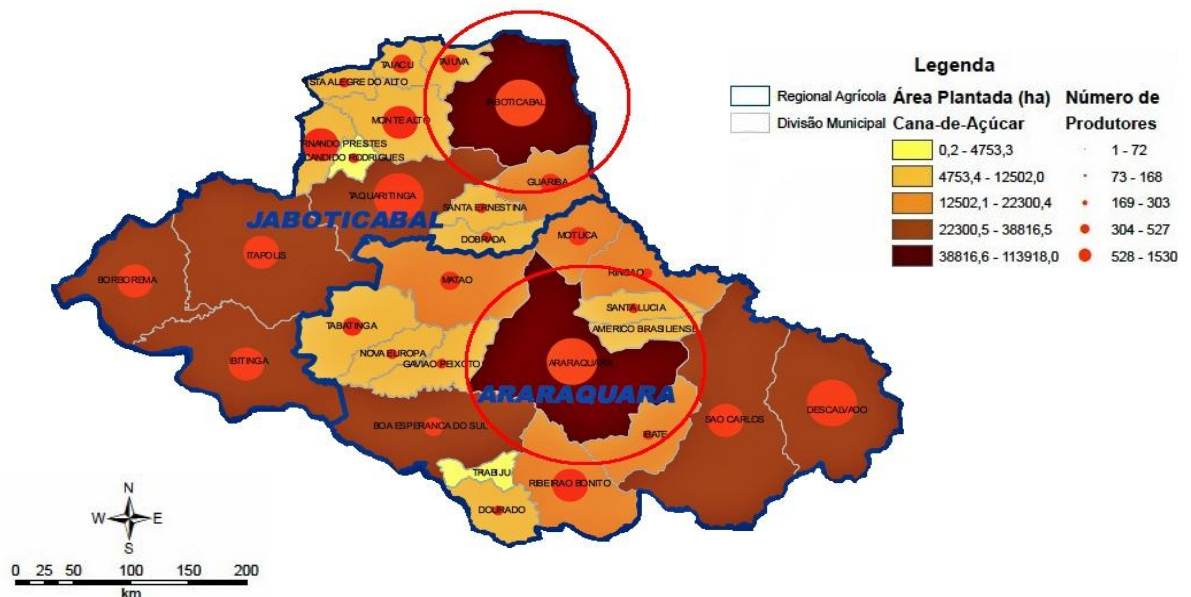 TAIACU
TAIUVA
STA ALEGRE DO ALTO
JABOTICABAL
MONTE ALTO
RNANDO PRESTES
CANDIDO RODRIGUES
TAQUARITINGA
GUARIBA
SANTA ERNESTINA
JABOTICABAL
DOBRADA
MOTUCA
ITAPOLIS
BORBOREMA
MATAO
RINCAO
SANTA LUCIA
TABATINGA
AMERICO BRASILIENSE
NOVA EUROPA
GAVIAO PEIXOTO
IBITINGA
ARARAQUARA
ARARAQUARA
DESCALVADO
SAO CARLOS
BOA ESPERANCA DO SUL
IBATE
TRABIJU
RIBEIRAO BONITO
DOURADO
Legenda
Regional Agrícola
Divisão Municipal
Área Plantada (ha)
Cana-de-Açúcar
0,2 - 4753,3
4753,4 - 12502,0
12502,1 - 22300,4
22300,5 - 38816,5
38816,6 - 113918,0
Número de
Produtores
1 - 72
73 - 168
169 - 303
304 - 527
528 - 1530
N
W E
S
0 25 50 100 150 200
km